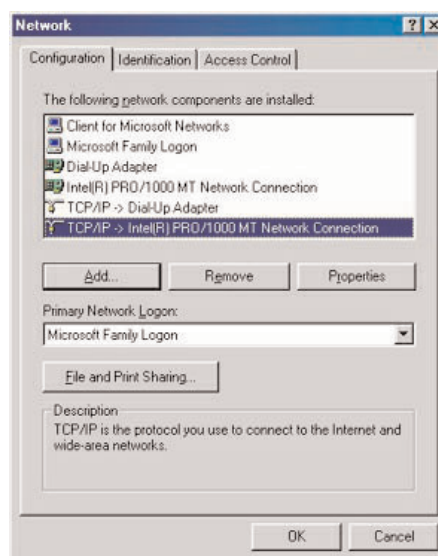 Network
Configuration Identification Access Control
The following network components are installed:
Client for Microsoft Networks
Microsoft Family Logon
Dial-Up Adapter
Intel(R) PRO/1000 MT Network Connection
TCP/IP -> Dial-Up Adapter
TCP/IP -> Intel(R) PRO/1000 MT Network Connection
Add... Remove Properties
Primary Network Logon:
Microsoft Family Logon
File and Print Sharing...
Description
TCP/IP is the protocol you use to connect to the Internet and
wide-area networks.
OK Cancel